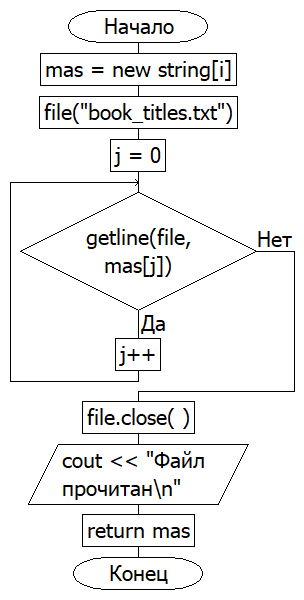 Начало
mas = new string[i]
file("book_titles.txt")
j = 0
getline(file,
mas[j])
Нет
Да
j++
file.close( )
cout << "Файл
прочитан\n"
return mas
Конец